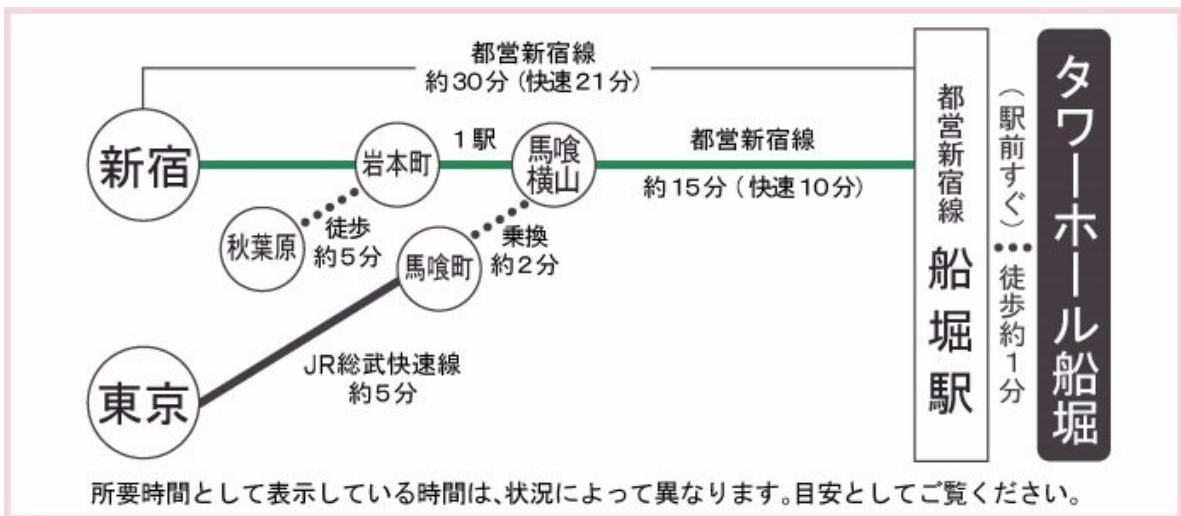 都営新宿線
約30分(快速21分)
新宿
岩本町
1駅
馬喰
横山
都営新宿線
約15分(快速10分)
秋葉原
徒歩
約5分
馬喰町
乗換
約2分
東京
JR総武快速線
約5分
都営新宿線 船堀駅
(駅前すぐ)
徒歩約1分
タワーホール船堀
所要時間として表示している時間は、状況によって異なります。目安としてご覧ください。